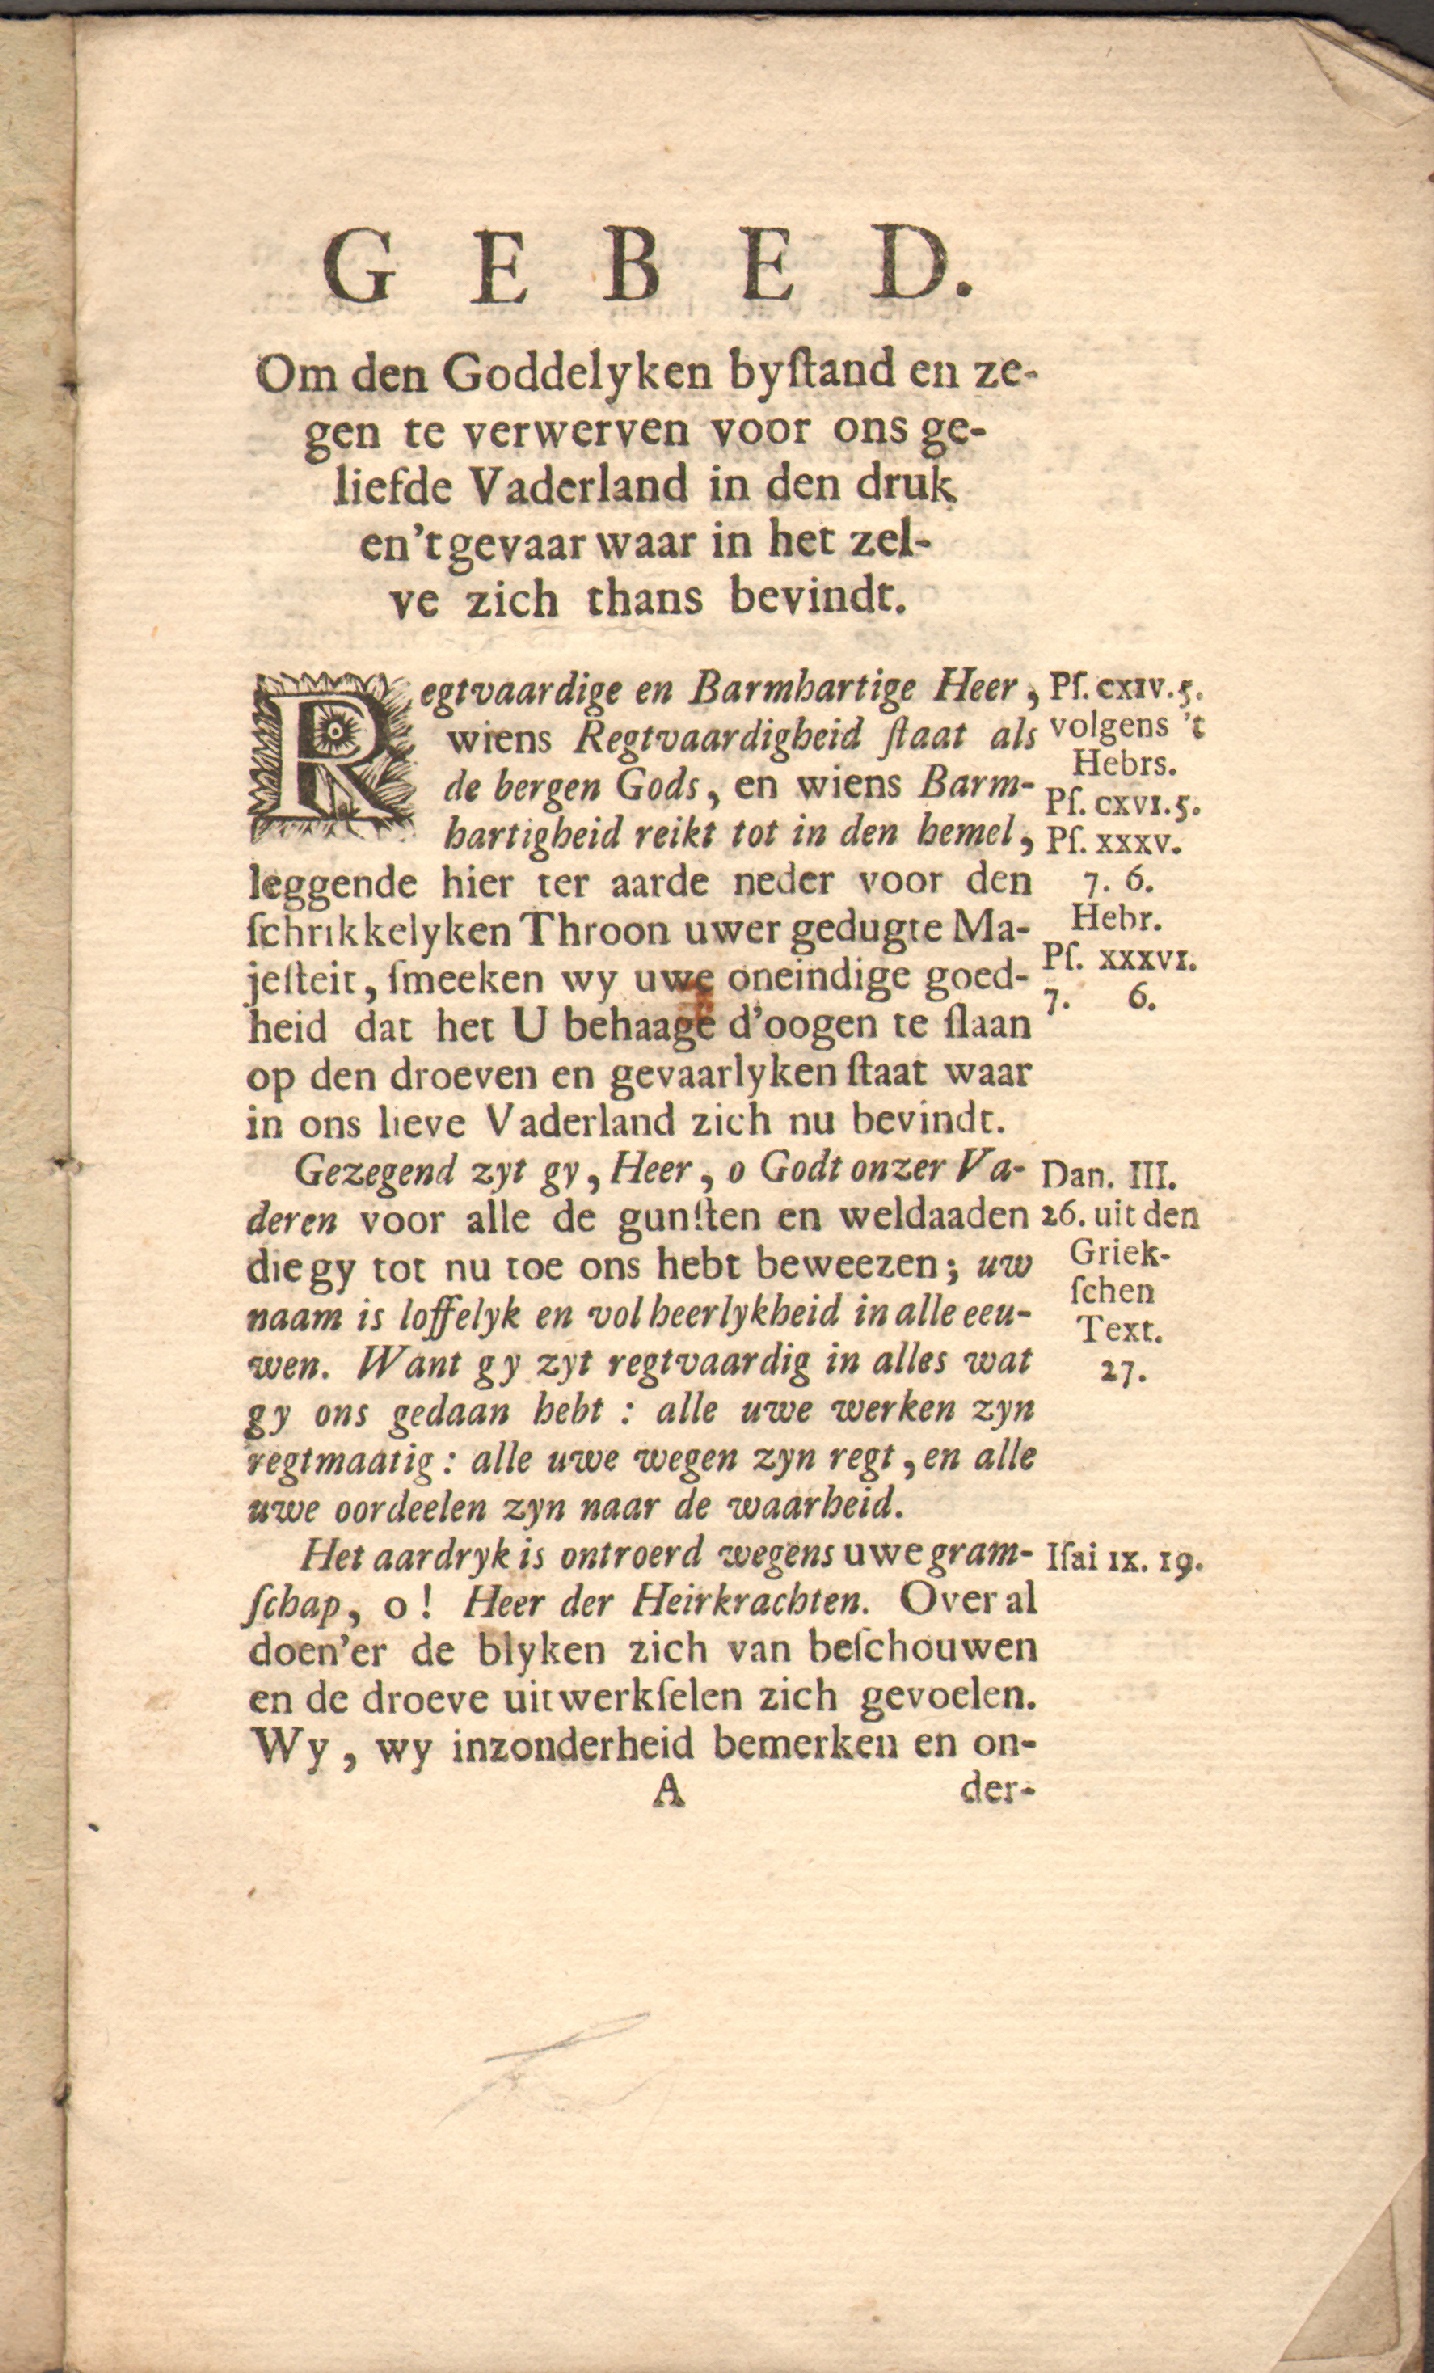 G E B E D.
Om den Goddelyken byſtand en ze-
gen te verwerven voor ons ge-
liefde Vaderland in den druk
en 't gevaar waar in het zel-
ve zich thans bevindt.
Regtvaardige en Barmhartige Heer,
wiens Regtvaardigheid ſtaat als
de bergen Gods, en wiens Barm-
hartigheid reikt tot in den hemel,
leggende hier ter aarde neder voor den
ſchrikkelyken Throon uwer gedugte Ma-
jeſteit, ſmeeken wy uwe oneindige goed-
heid dat het U behaage d'oogen te ſlaan
op den droeven en gevaarlyken ſtaat waar
in ons lieve Vaderland zich nu bevindt.
Gezegend zyt gy, Heer, o Godt onzer Va-
deren voor alle de gunſten en weldaaden
die gy tot nu toe ons hebt beweezen; uw
naam is loffelyk en vol heerlykheid in alle eeu-
wen. Want gy zyt regtvaardig in alles wat
gy ons gedaan hebt : alle uwe werken zyn
regtmaatig : alle uwe wegen zyn regt, en alle
uwe oordeelen zyn naar de waarheid.
Het aardryk is ontroerd wegens uwe gram-
ſchap, o! Heer der Heirkrachten. Over al
doen'er de blyken zich van beſchouwen
en de droeve uitwerkſelen zich gevoelen.
Wy, wy inzonderheid bemerken en on-
A der-
Pſ. CXIV. 5.
volgens 't
Hebrs.
Pſ. CXVI. 5.
Pſ. XXXV.
7. 6.
Hebr.
Pſ. XXXVI.
7. 6.
Dan. III.
26. uit den
Griek-
ſchen
Text.
27.
Iſai IX. 19.